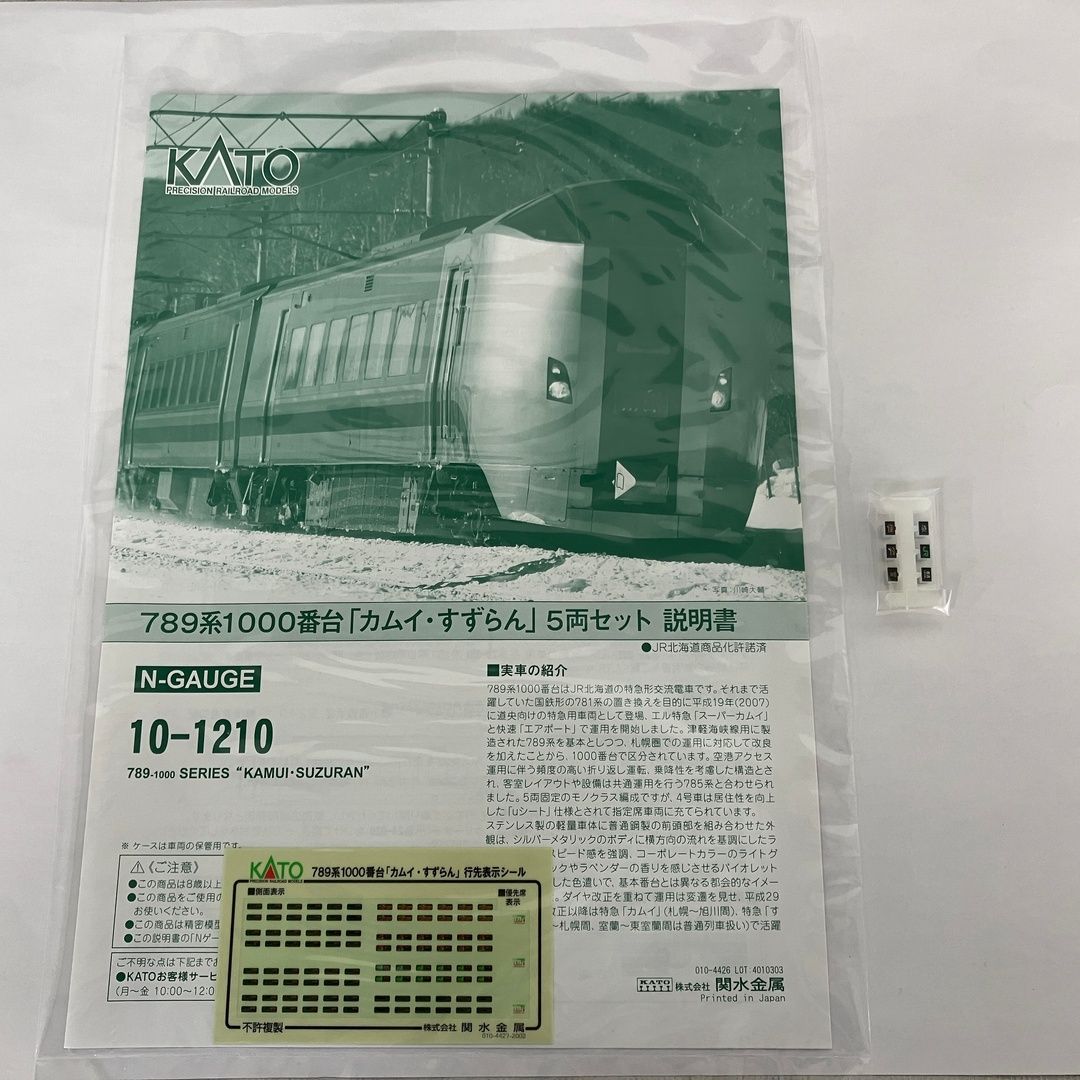 KATO
PRECISION RAILROAD MODELS
写真:川崎大輔
789系1000番台「カムイ・すずらん」5両セット 説明書
●JR北海道商品化許諾済
N-GAUGE
10-1210
789-1000 SERIES “KAMUI・SUZURAN”
※ ケースは車両の保管用です。
⚠《ご注意》
●この商品は8歳以上
●この商品をご使用の
お使いください。
●この商品は精密模型
●この説明書の「Nゲー
ご不明な点は下記までお
●KATOお客様サービ
(月～金 10:00～12:0
■実車の紹介
789系1000番台はJR北海道の特急形交流電車です。それまで活
躍していた国鉄形の781系の置き換えを目的に平成19年(2007)
に道央向けの特急用車両として登場、エル特急「スーパーカムイ」
と快速「エアポート」で運用を開始しました。津軽海峡線用に製
造された789系を基本としつつ、札幌圏での運用に対応して改良
を加えたことから、1000番台で区分されています。空港アクセス
運用に伴う頻度の高い折り返し運転、乗降性を考慮した構造とさ
れ、客室レイアウトや設備は共通運用を行う785系と合わせられ
ました。5両固定のモノクラス編成ですが、4号車は居住性を向上
した「uシート」仕様とされて指定席車両に充てられています。
ステンレス製の軽量車体に普通鋼製の前頭部を組み合わせた外
観は、シルバーメタリックのボディに横方向の流れを基調にしたラ
スピード感を強調、コーポレートカラーのライトグ
ックやラベンダーの香りを感じさせるバイオレット
した色遣いで、基本番台とは異なる都会的なイメー
。ダイヤ改正を重ねて運用は変遷を見せ、平成29
改正以降は特急「カムイ」(札幌～旭川間)、特急「す
～札幌間、室蘭～東室蘭間は普通列車扱い)で活躍
010-4426 LOT:4010303
KATO 株式会社 関水金属
Printed in Japan
KATO
PRECISION RAILROAD MODELS
789系1000番台「カムイ・すずらん」行先表示シール
■側面表示
■優先席
表示
不許複製
株式会社 関水金属
010-4427-2002